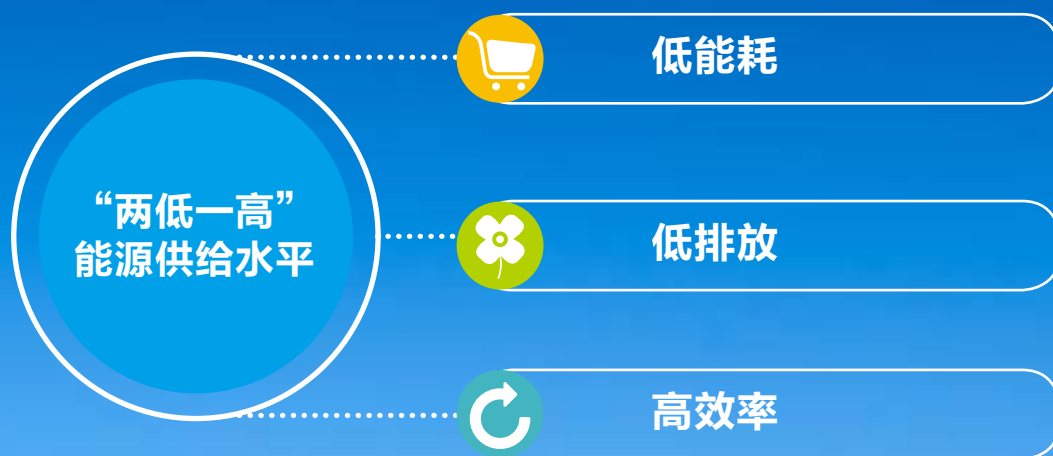 “两低一高”
能源供给水平
低能耗
低排放
高效率